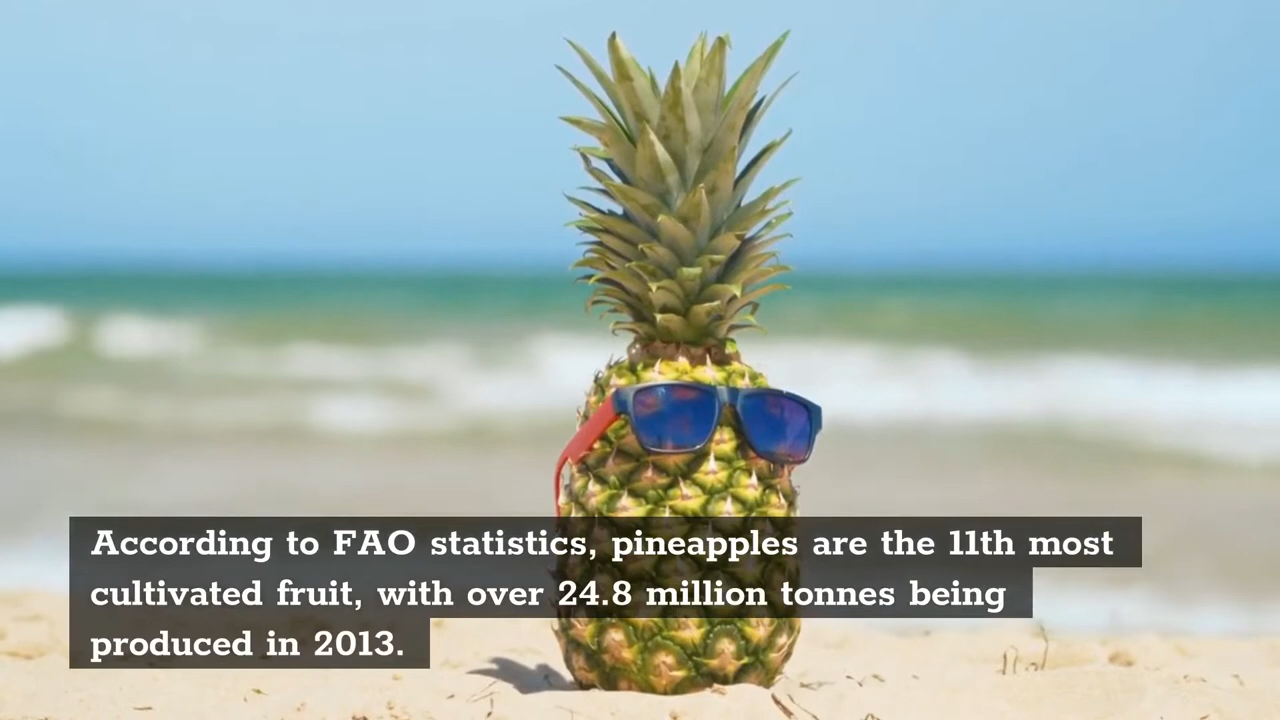 According to FAO statistics, pineapples are the 11th most
cultivated fruit, with over 24.8 million tonnes being
produced in 2013.